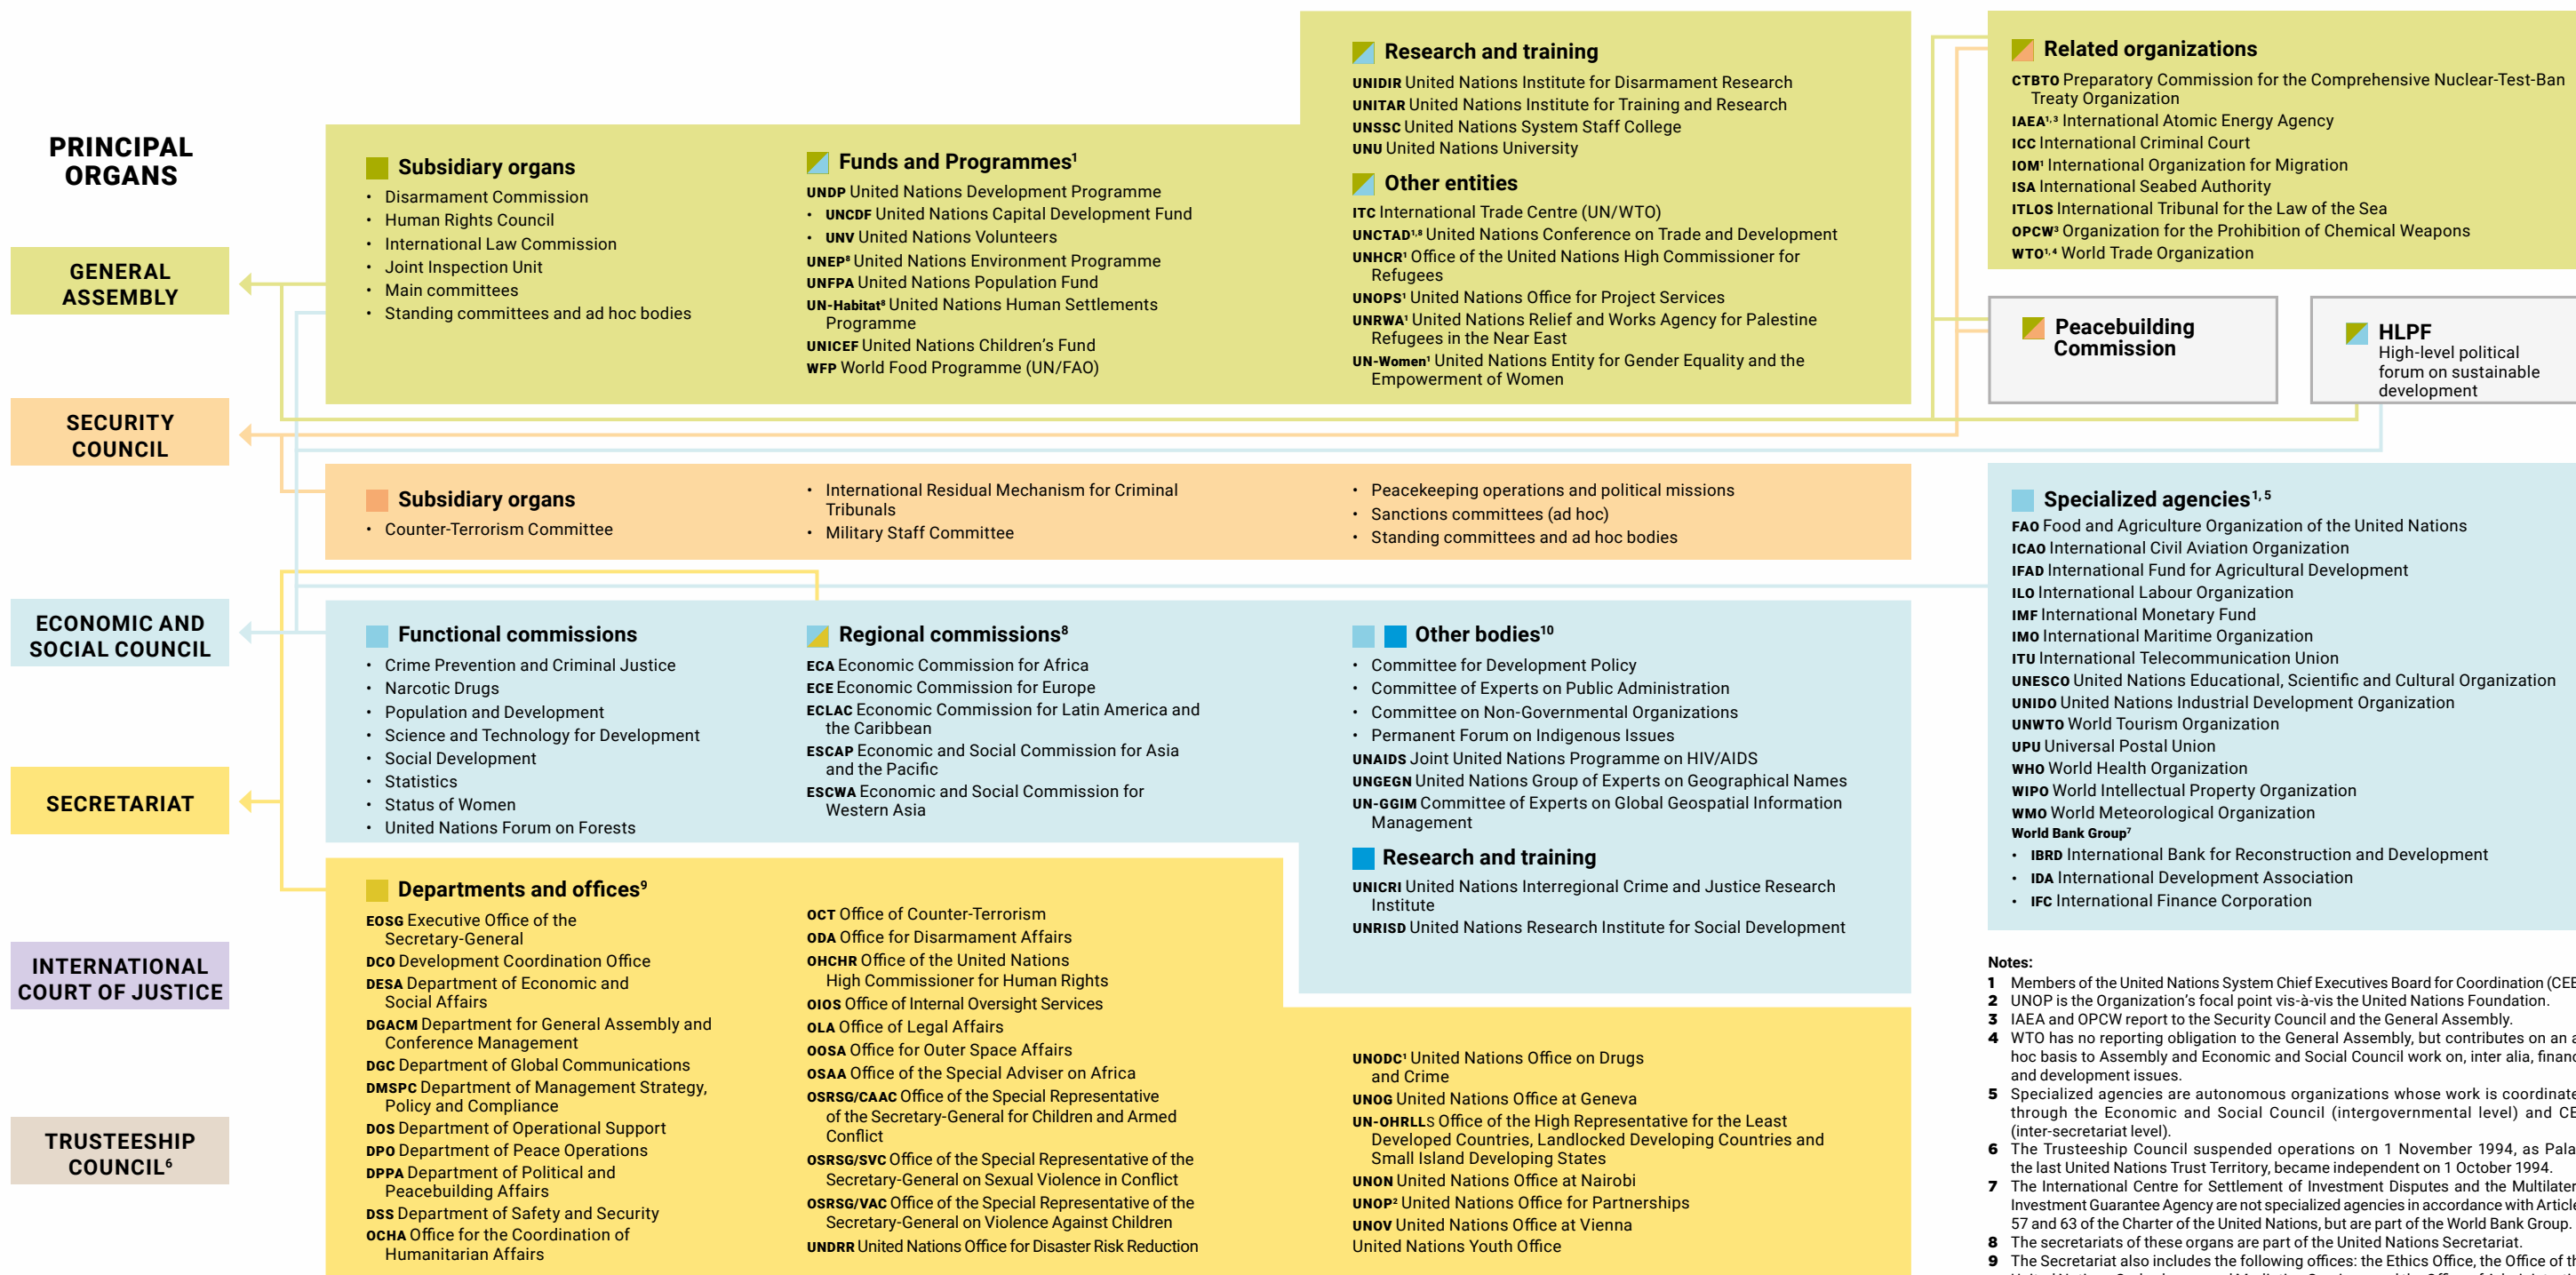 PRINCIPAL
ORGANS
GENERAL
ASSEMBLY
SECURITY
COUNCIL
ECONOMIC AND
SOCIAL COUNCIL
SECRETARIAT
INTERNATIONAL
COURT OF JUSTICE
TRUSTEESHIP
COUNCIL⁶
Subsidiary organs
• Disarmament Commission
• Human Rights Council
• International Law Commission
• Joint Inspection Unit
• Main committees
• Standing committees and ad hoc bodies
Funds and Programmes¹
UNDP United Nations Development Programme
• UNCDF United Nations Capital Development Fund
• UNV United Nations Volunteers
UNEP⁸ United Nations Environment Programme
UNFPA United Nations Population Fund
UN-Habitat⁸ United Nations Human Settlements
Programme
UNICEF United Nations Children’s Fund
WFP World Food Programme (UN/FAO)
Research and training
UNIDIR United Nations Institute for Disarmament Research
UNITAR United Nations Institute for Training and Research
UNSSC United Nations System Staff College
UNU United Nations University
Other entities
ITC International Trade Centre (UN/WTO)
UNCTAD¹,⁸ United Nations Conference on Trade and Development
UNHCR¹ Office of the United Nations High Commissioner for
Refugees
UNOPS¹ United Nations Office for Project Services
UNRWA¹ United Nations Relief and Works Agency for Palestine
Refugees in the Near East
UN-Women¹ United Nations Entity for Gender Equality and the
Empowerment of Women
Related organizations
CTBTO Preparatory Commission for the Comprehensive Nuclear-Test-Ban
Treaty Organization
IAEA¹,³ International Atomic Energy Agency
ICC International Criminal Court
IOM¹ International Organization for Migration
ISA International Seabed Authority
ITLOS International Tribunal for the Law of the Sea
OPCW³ Organization for the Prohibition of Chemical Weapons
WTO¹,⁴ World Trade Organization
Peacebuilding
Commission
HLPF
High-level political
forum on sustainable
development
Subsidiary organs
• Counter-Terrorism Committee
• International Residual Mechanism for Criminal
Tribunals
• Military Staff Committee
• Peacekeeping operations and political missions
• Sanctions committees (ad hoc)
• Standing committees and ad hoc bodies
Functional commissions
• Crime Prevention and Criminal Justice
• Narcotic Drugs
• Population and Development
• Science and Technology for Development
• Social Development
• Statistics
• Status of Women
• United Nations Forum on Forests
Regional commissions⁸
ECA Economic Commission for Africa
ECE Economic Commission for Europe
ECLAC Economic Commission for Latin America and
the Caribbean
ESCAP Economic and Social Commission for Asia
and the Pacific
ESCWA Economic and Social Commission for
Western Asia
Other bodies¹⁰
• Committee for Development Policy
• Committee of Experts on Public Administration
• Committee on Non-Governmental Organizations
• Permanent Forum on Indigenous Issues
UNAIDS Joint United Nations Programme on HIV/AIDS
UNGEGN United Nations Group of Experts on Geographical Names
UN-GGIM Committee of Experts on Global Geospatial Information
Management
Research and training
UNICRI United Nations Interregional Crime and Justice Research
Institute
UNRISD United Nations Research Institute for Social Development
Specialized agencies¹,⁵
FAO Food and Agriculture Organization of the United Nations
ICAO International Civil Aviation Organization
IFAD International Fund for Agricultural Development
ILO International Labour Organization
IMF International Monetary Fund
IMO International Maritime Organization
ITU International Telecommunication Union
UNESCO United Nations Educational, Scientific and Cultural Organization
UNIDO United Nations Industrial Development Organization
UNWTO World Tourism Organization
UPU Universal Postal Union
WHO World Health Organization
WIPO World Intellectual Property Organization
WMO World Meteorological Organization
World Bank Group⁷
• IBRD International Bank for Reconstruction and Development
• IDA International Development Association
• IFC International Finance Corporation
Departments and offices⁹
EOSG Executive Office of the
Secretary-General
DCO Development Coordination Office
DESA Department of Economic and
Social Affairs
DGACM Department for General Assembly and
Conference Management
DGC Department of Global Communications
DMSPC Department of Management Strategy,
Policy and Compliance
DOS Department of Operational Support
DPO Department of Peace Operations
DPPA Department of Political and
Peacebuilding Affairs
DSS Department of Safety and Security
OCHA Office for the Coordination of
Humanitarian Affairs
OCT Office of Counter-Terrorism
ODA Office for Disarmament Affairs
OHCHR Office of the United Nations
High Commissioner for Human Rights
OIOS Office of Internal Oversight Services
OLA Office of Legal Affairs
OOSA Office for Outer Space Affairs
OSAA Office of the Special Adviser on Africa
OSRSG/CAAC Office of the Special Representative
of the Secretary-General for Children and Armed
Conflict
OSRSG/SVC Office of the Special Representative of the
Secretary-General on Sexual Violence in Conflict
OSRSG/VAC Office of the Special Representative of the
Secretary-General on Violence Against Children
UNDRR United Nations Office for Disaster Risk Reduction
UNODC¹ United Nations Office on Drugs
and Crime
UNOG United Nations Office at Geneva
UN-OHRLLS Office of the High Representative for the Least
Developed Countries, Landlocked Developing Countries and
Small Island Developing States
UNON United Nations Office at Nairobi
UNOP² United Nations Office for Partnerships
UNOV United Nations Office at Vienna
United Nations Youth Office
Notes:
1 Members of the United Nations System Chief Executives Board for Coordination
2 UNOP is the Organization’s focal point vis-à-vis the United Nations Foundation.
3 IAEA and OPCW report to the Security Council and the General Assembly.
4 WTO has no reporting obligation to the General Assembly, but contributes on an
hoc basis to Assembly and Economic and Social Council work on, inter alia,
and development issues.
5 Specialized agencies are autonomous organizations whose work is
through the Economic and Social Council (intergovernmental level) and
(inter-secretariat level).
6 The Trusteeship Council suspended operations on 1 November 1994, as
the last United Nations Trust Territory, became independent on 1 October 1994.
7 The International Centre for Settlement of Investment Disputes and the
Investment Guarantee Agency are not specialized agencies in accordance with
57 and 63 of the Charter of the United Nations, but are part of the World Bank Group.
8 The secretariats of these organs are part of the United Nations Secretariat.
9 The Secretariat also includes the following offices: the Ethics Office, the Office of